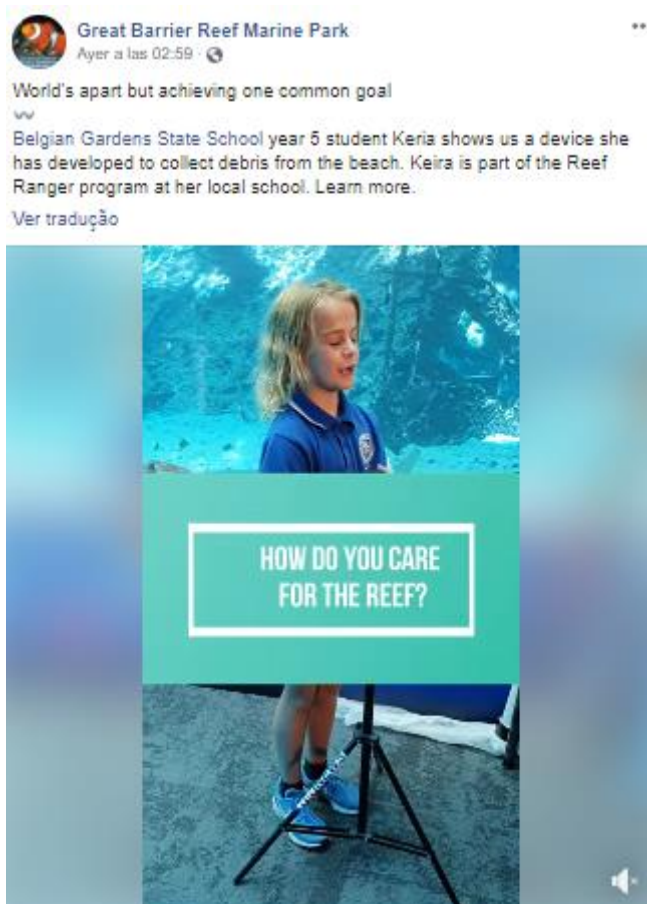 Great Barrier Reef Marine Park
Ayer a las 02:59 ·
World's apart but achieving one common goal
Belgian Gardens State School year 5 student Keria shows us a device she
has developed to collect debris from the beach. Keira is part of the Reef
Ranger program at her local school. Learn more.
Ver tradução
HOW DO YOU CARE
FOR THE REEF?